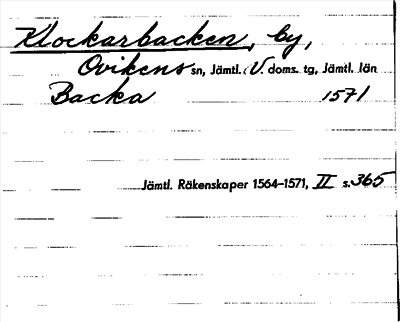 Klockarbacken, by,
Ovikens sn, Jämtl. V. doms. tg, Jämtl. län
Backa 1571
Jämtl. Räkenskaper 1564–1571, II s. 365